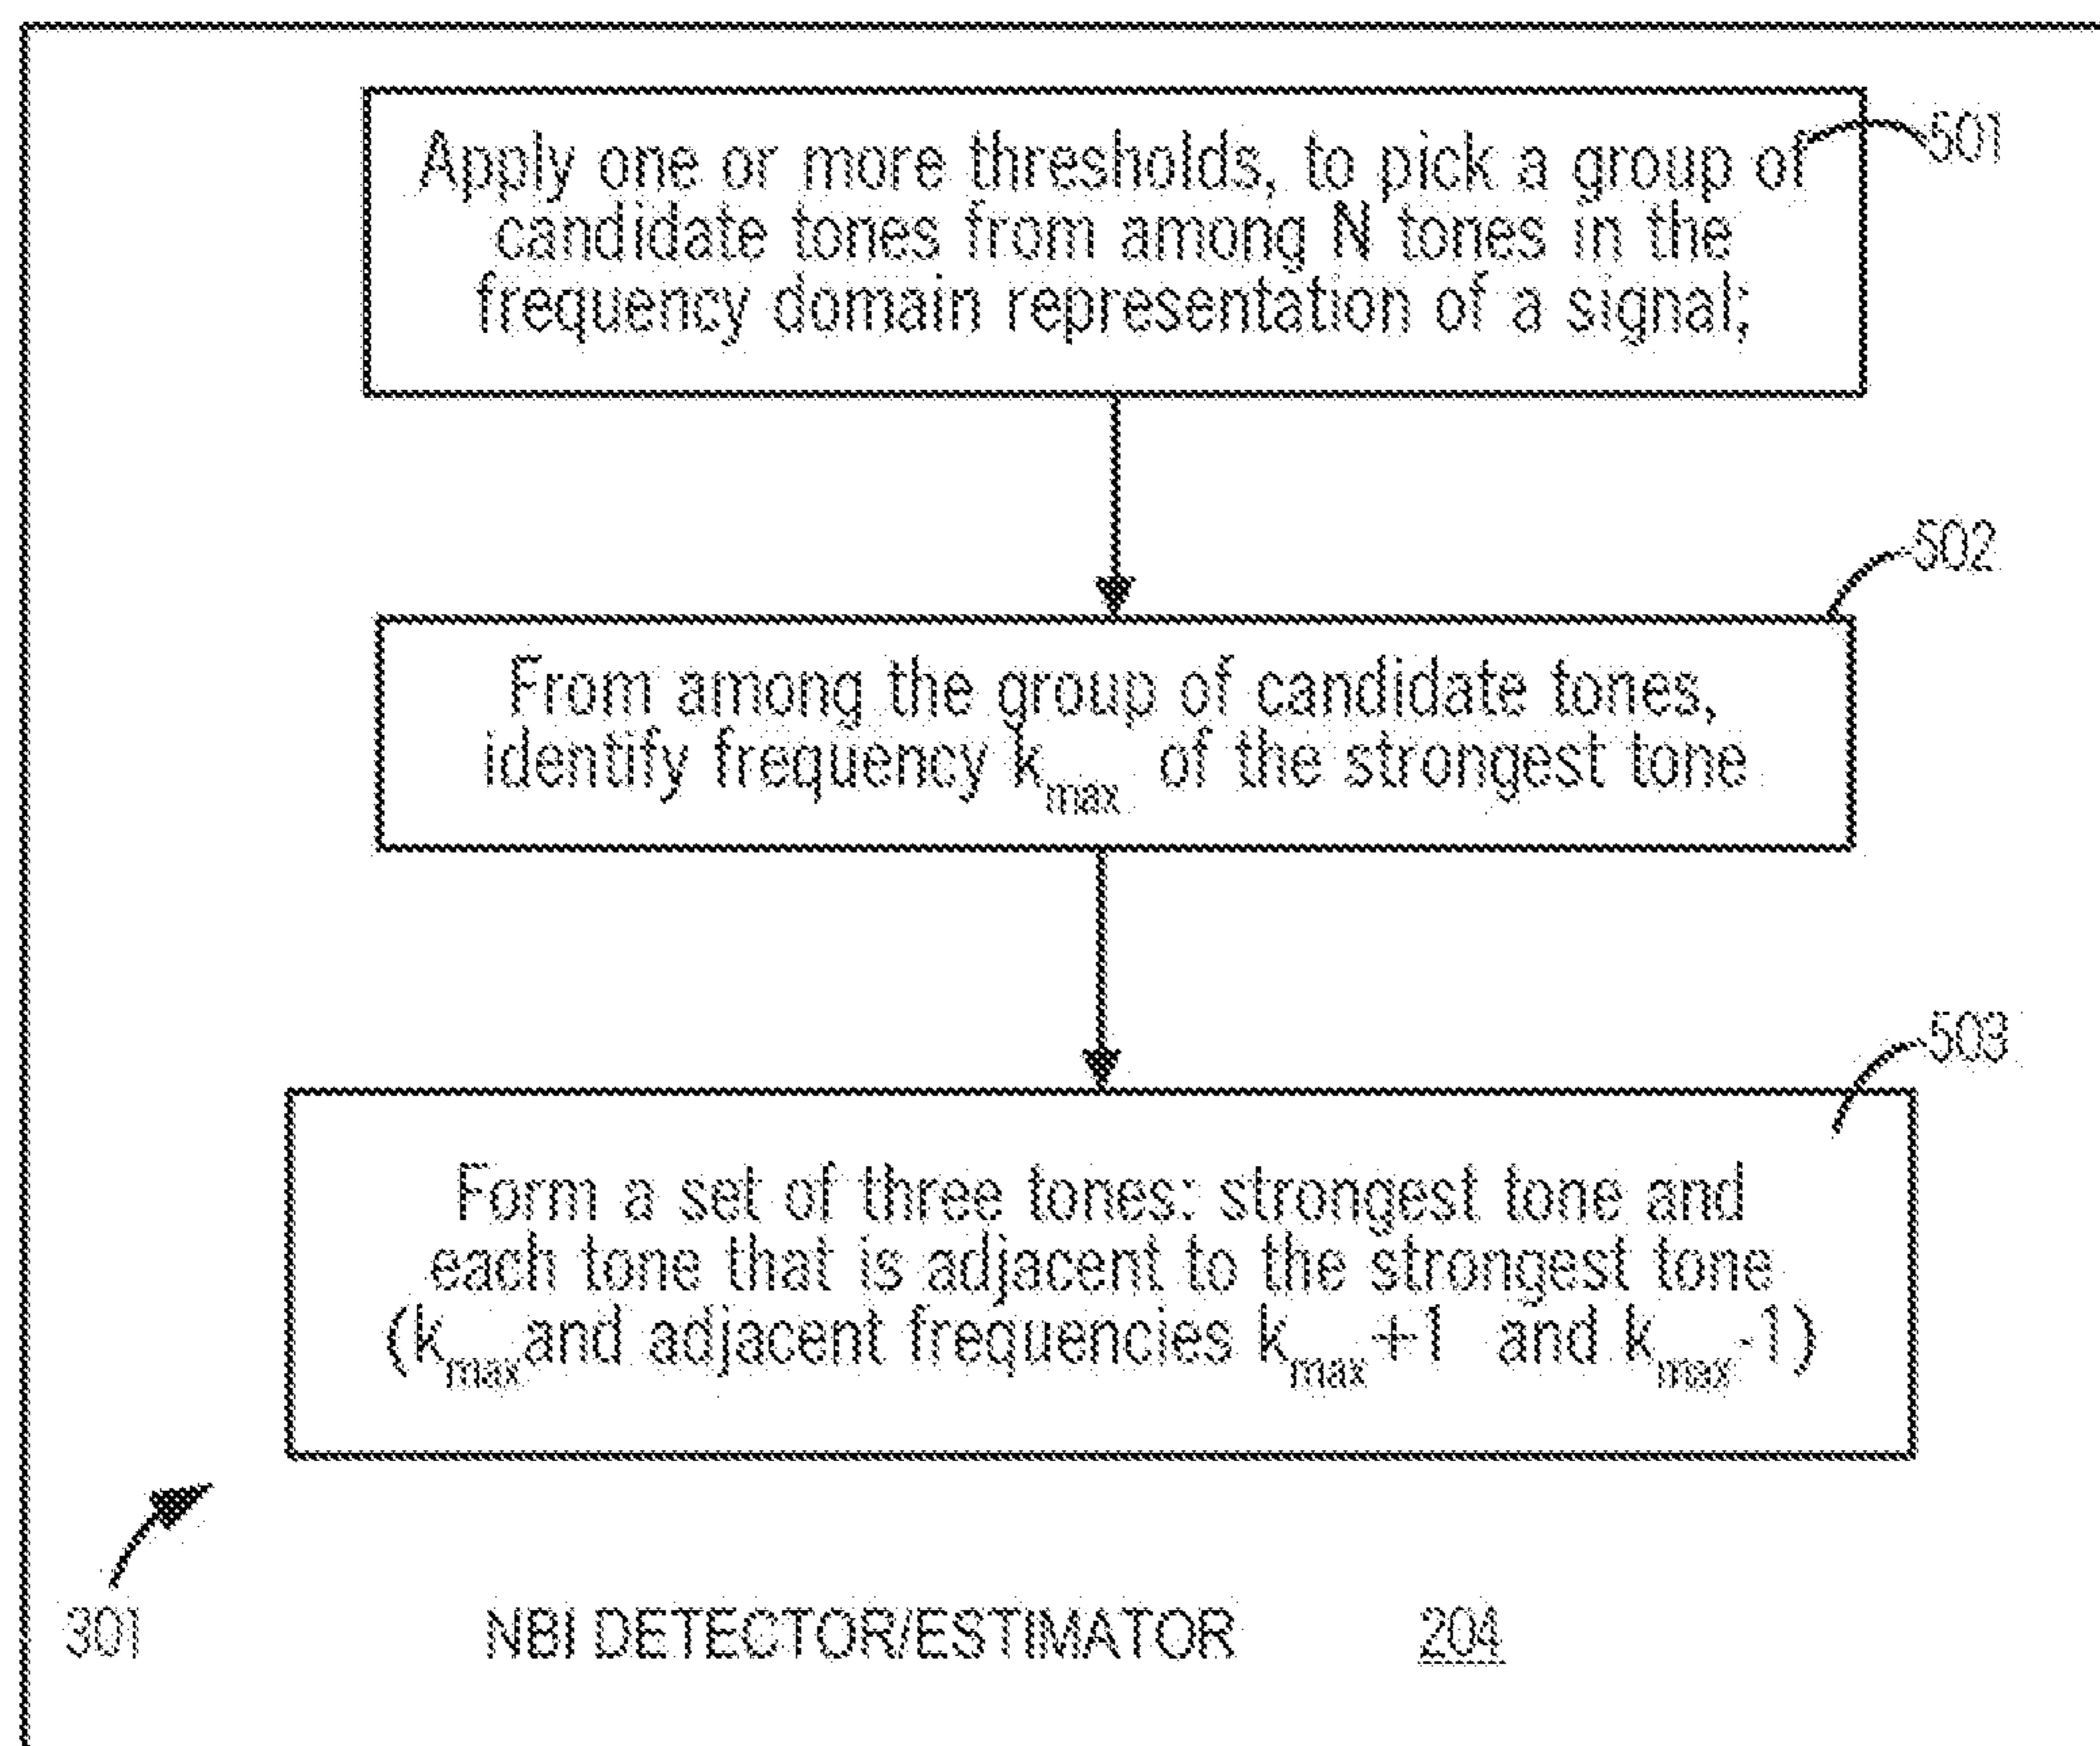 Apply one or more thresholds, to pick a group of
501
candidate tones from among N tones in the
frequency domain representation of a signal;
502
From among the group of candidate tones,
identify frequency kmax of the strongest tone
503
Form a set of three tones: strongest tone and
each tone that is adjacent to the strongest tone
(kmax and adjacent frequencies kmax+1 and kmax-1)
301
NBI DETECTOR/ESTIMATOR 204